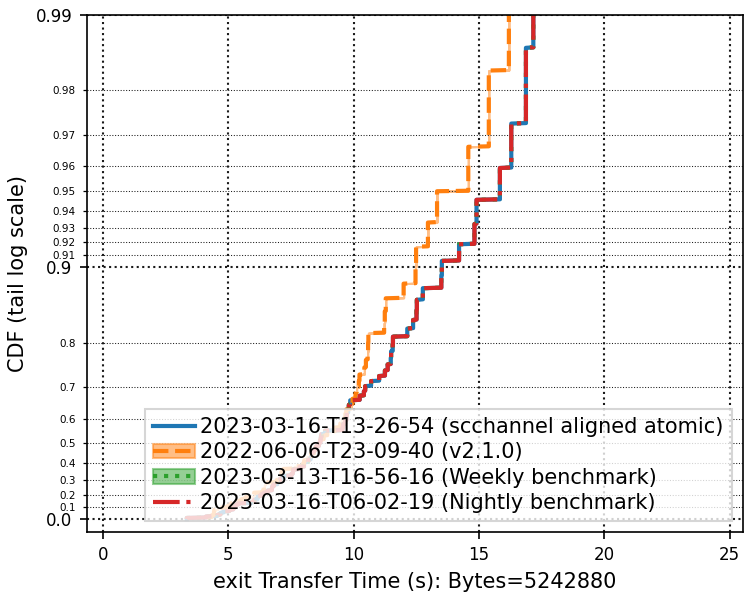 0.99
0.98
0.97
0.96
0.95
0.94
0.93
0.92
0.91
0.9
0.8
0.7
0.6
0.5
0.4
0.3
0.2
0.1
0.0
CDF (tail log scale)
2023-03-16-T13-26-54 (scchannel aligned atomic)
2022-06-06-T23-09-40 (v2.1.0)
2023-03-13-T16-56-16 (Weekly benchmark)
2023-03-16-T06-02-19 (Nightly benchmark)
0 5 10 15 20 25
exit Transfer Time (s): Bytes=5242880